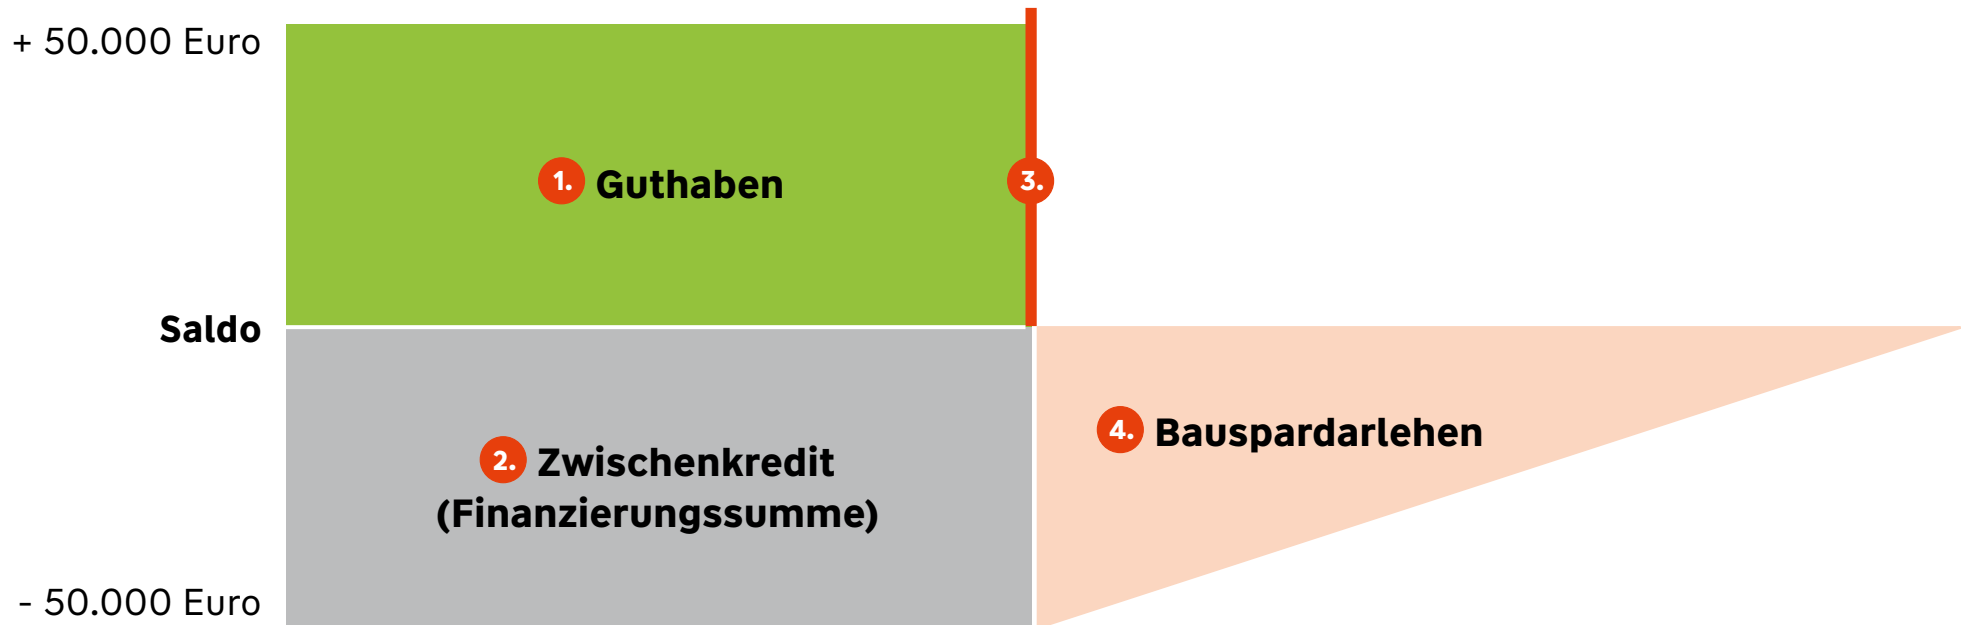 + 50.000 Euro
1. Guthaben
3.
Saldo
4. Bauspardarlehen
2. Zwischenkredit
(Finanzierungssumme)
- 50.000 Euro